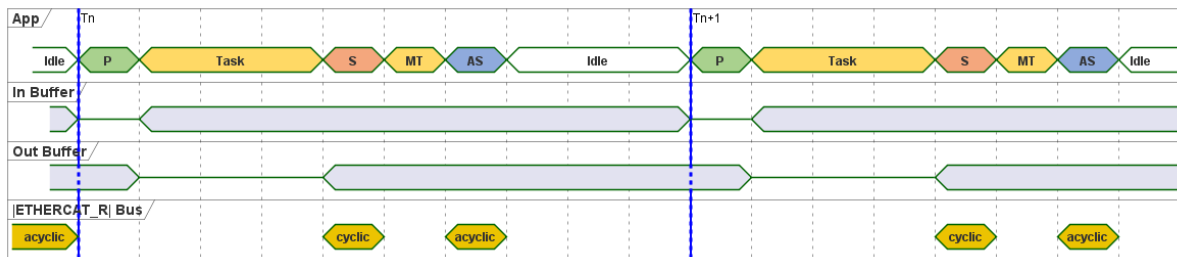 App
Tn
Tn+1
Idle P Task S MT AS Idle P Task S MT AS Idle
In Buffer
Out Buffer
|ETHERCAT_R| Bus
acyclic cyclic acyclic cyclic acyclic